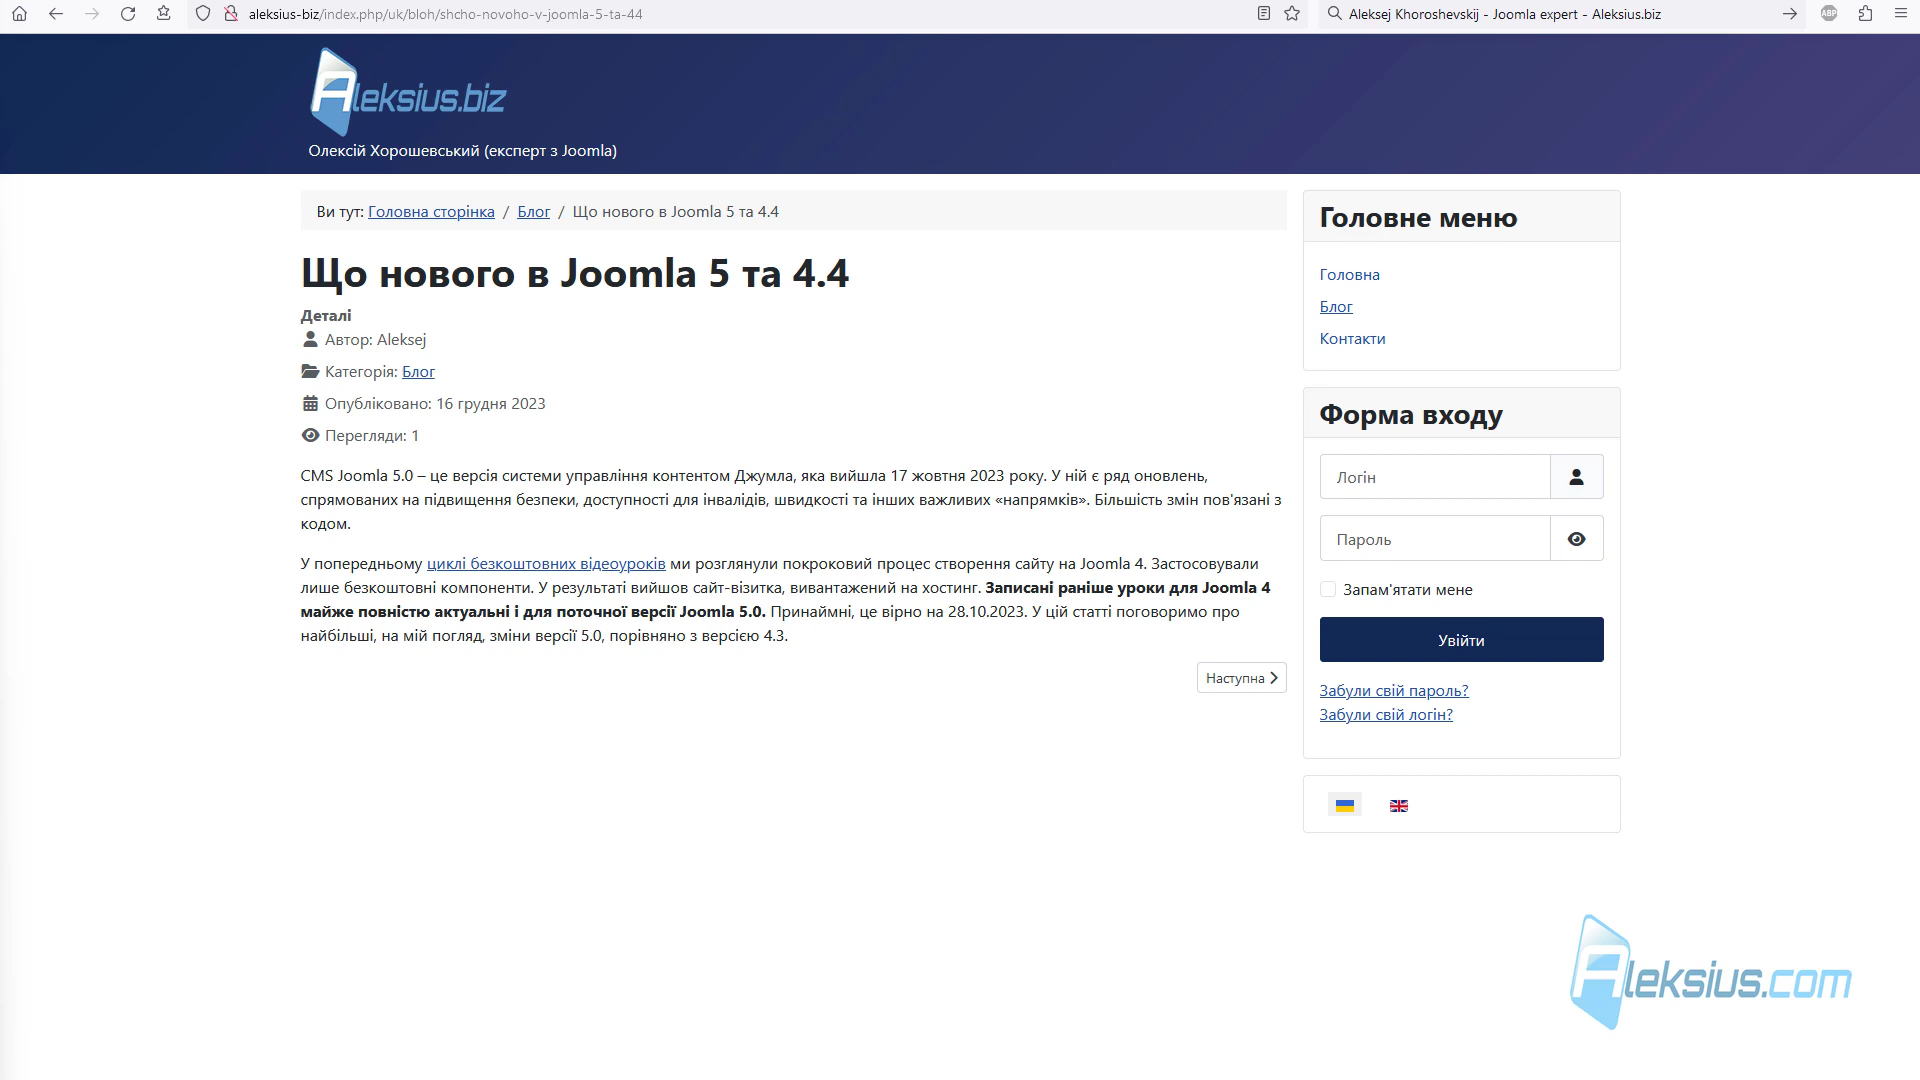 aleksius-biz/index.php/uk/bloh/shcho-novoho-v-joomla-5-ta-44
Aleksej Khoroshevskij - Joomla expert - Aleksius.biz
ABP
Aleksius.biz
Олексій Хорошевський (експерт з Joomla)
Ви тут: Головна сторінка / Блог / Що нового в Joomla 5 та 4.4
Що нового в Joomla 5 та 4.4
Деталі
Автор: Aleksej
Категорія: Блог
Опубліковано: 16 грудня 2023
Перегляди: 1
CMS Joomla 5.0 – це версія системи управління контентом Джумла, яка вийшла 17 жовтня 2023 року. У ній є ряд оновлень,
спрямованих на підвищення безпеки, доступності для інвалідів, швидкості та інших важливих «напрямків». Більшість змін пов'язані з
кодом.
У попередньому циклі безкоштовних відеоуроків ми розглянули покроковий процес створення сайту на Joomla 4. Застосовували
лише безкоштовні компоненти. У результаті вийшов сайт-візитка, вивантажений на хостинг. Записані раніше уроки для Joomla 4
майже повністю актуальні і для поточної версії Joomla 5.0. Принаймні, це вірно на 28.10.2023. У цій статті поговоримо про
найбільші, на мій погляд, зміни версії 5.0, порівняно з версією 4.3.
Наступна
Головне меню
Головна
Блог
Контакти
Форма входу
Логін
Пароль
Запам'ятати мене
Увійти
Забули свій пароль?
Забули свій логін?
Aleksius.com